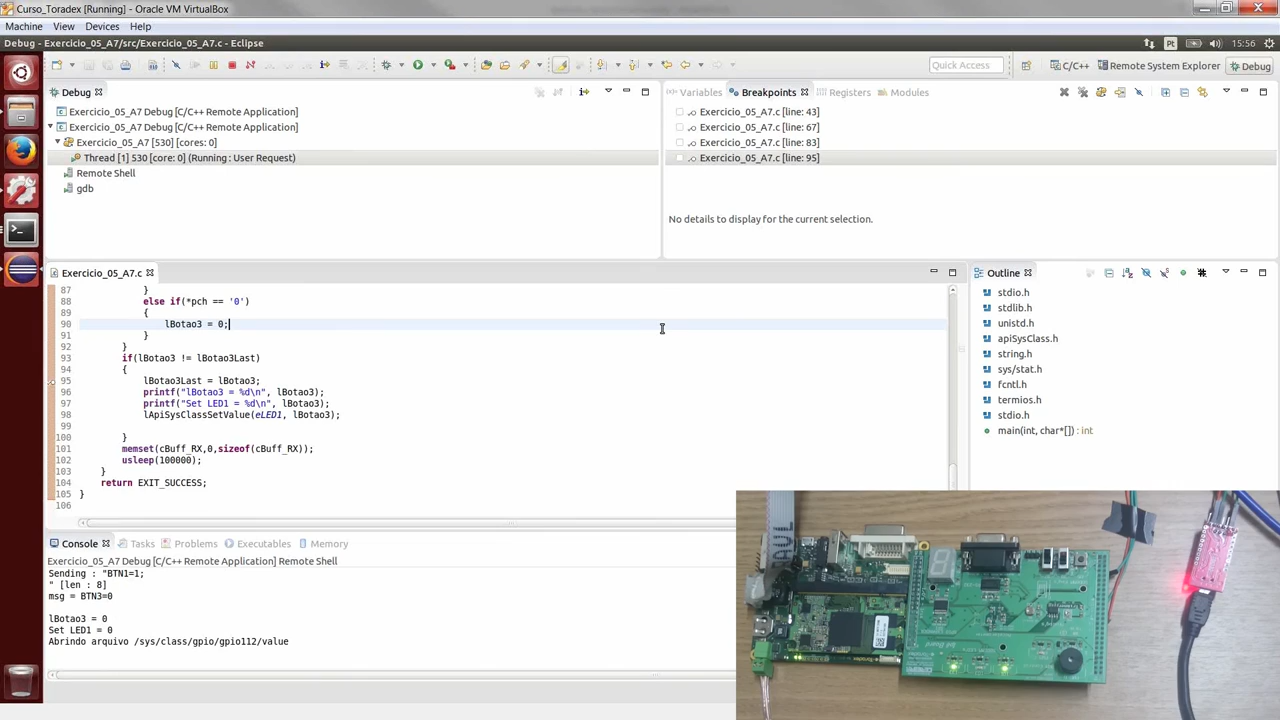 Curso_Toradex [Running] - Oracle VM VirtualBox
Machine View Devices Help
Debug - Exercicio_05_A7/src/Exercicio_05_A7.c - Eclipse
Pt 15:56
Quick Access C/C++ Remote System Explorer Debug
Debug
Exercicio_05_A7 Debug [C/C++ Remote Application]
Exercicio_05_A7 Debug [C/C++ Remote Application]
Exercicio_05_A7 [530] [cores: 0]
Thread [1] 530 [core: 0] (Running : User Request)
Remote Shell
gdb
Variables Breakpoints Registers Modules
Exercicio_05_A7.c [line: 43]
Exercicio_05_A7.c [line: 67]
Exercicio_05_A7.c [line: 83]
Exercicio_05_A7.c [line: 95]
No details to display for the current selection.
Exercicio_05_A7.c
87 }
88 else if(*pch == '0')
89 {
90 lBotao3 = 0;
91 }
92 }
93 if(lBotao3 != lBotao3Last)
94 {
95 lBotao3Last = lBotao3;
96 printf("lBotao3 = %d\n", lBotao3);
97 printf("Set LED1 = %d\n", lBotao3);
98 lApiSysClassSetValue(eLED1, lBotao3);
99
100 }
101 memset(cBuff_RX,0,sizeof(cBuff_RX));
102 usleep(100000);
103 }
104 return EXIT_SUCCESS;
105 }
106
Outline
stdio.h
stdlib.h
unistd.h
apiSysClass.h
string.h
sys/stat.h
fcntl.h
termios.h
stdio.h
main(int, char*[]) : int
Console Tasks Problems Executables Memory
Exercicio_05_A7 Debug [C/C++ Remote Application] Remote Shell
Sending : "BTN1=1;
" [len : 8]
msg = BTN3=0
lBotao3 = 0
Set LED1 = 0
Abrindo arquivo /sys/class/gpio/gpio112/value